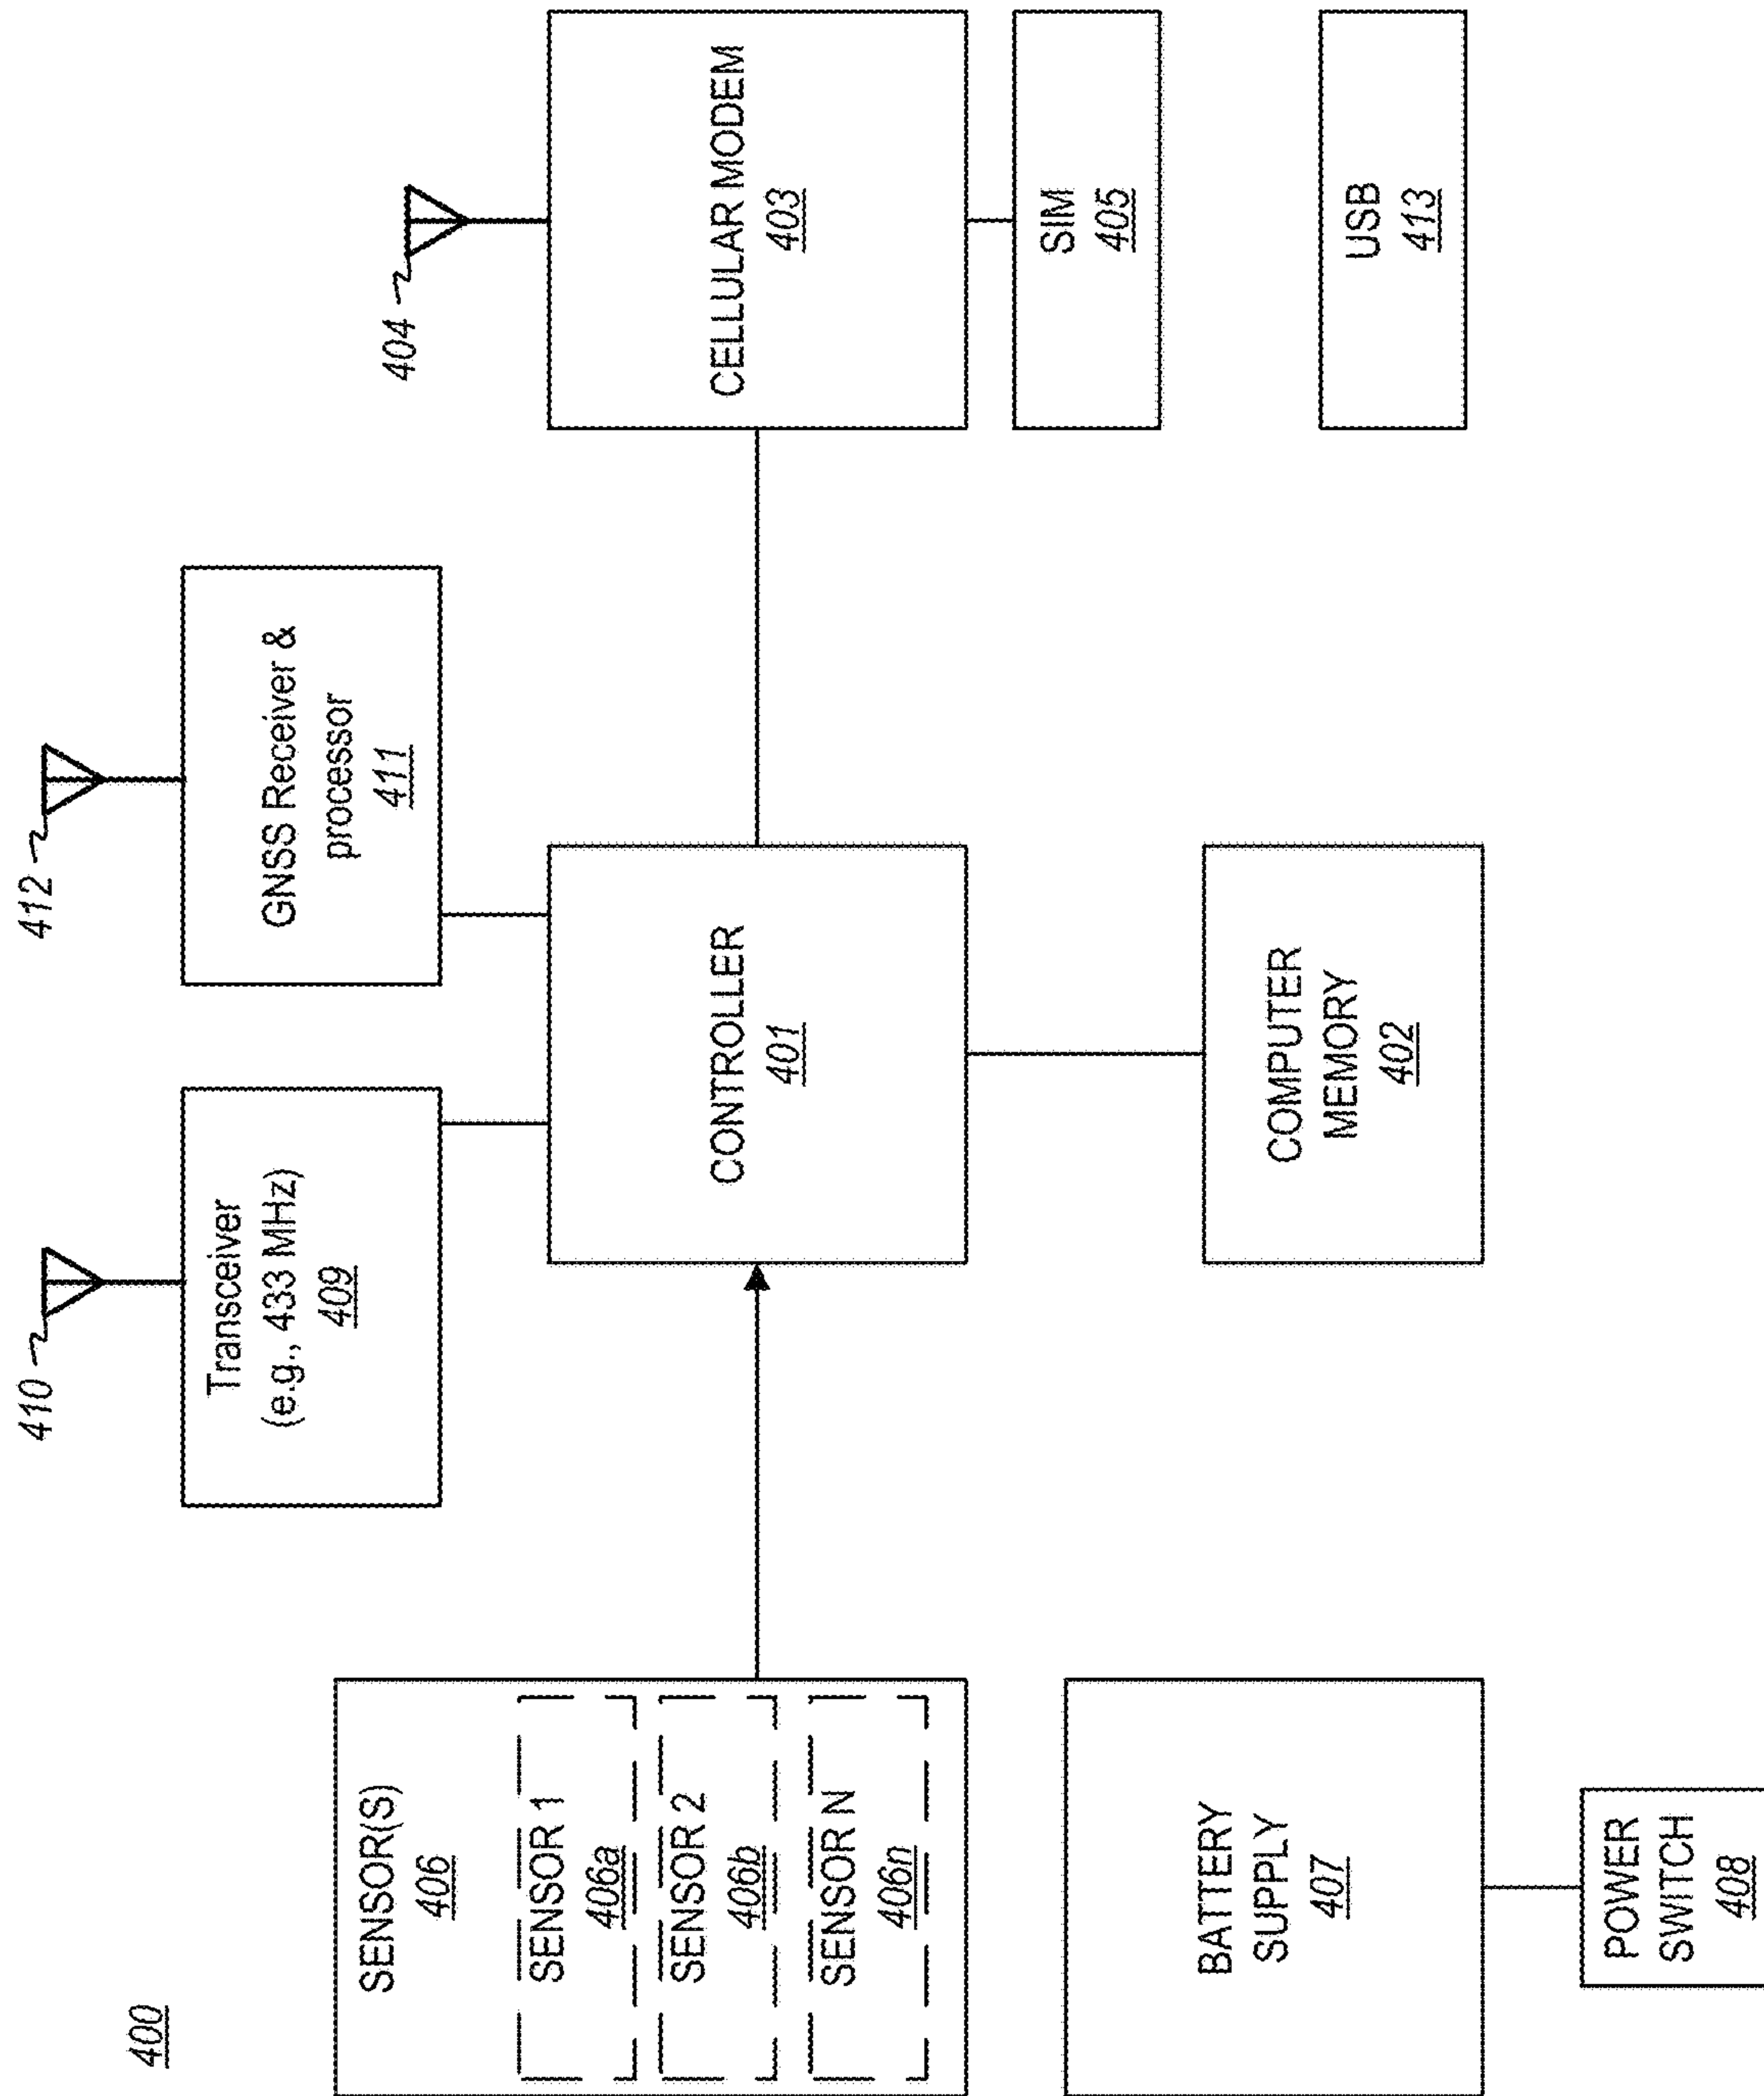 400
410
412
404
Transceiver
(e.g., 433 MHz)
409
GNSS Receiver &
processor
411
SENSOR(S)
406
SENSOR 1
406a
SENSOR 2
406b
SENSOR N
406n
CONTROLLER
401
CELLULAR MODEM
403
SIM
405
BATTERY
SUPPLY
407
COMPUTER
MEMORY
402
USB
413
POWER
SWITCH
408